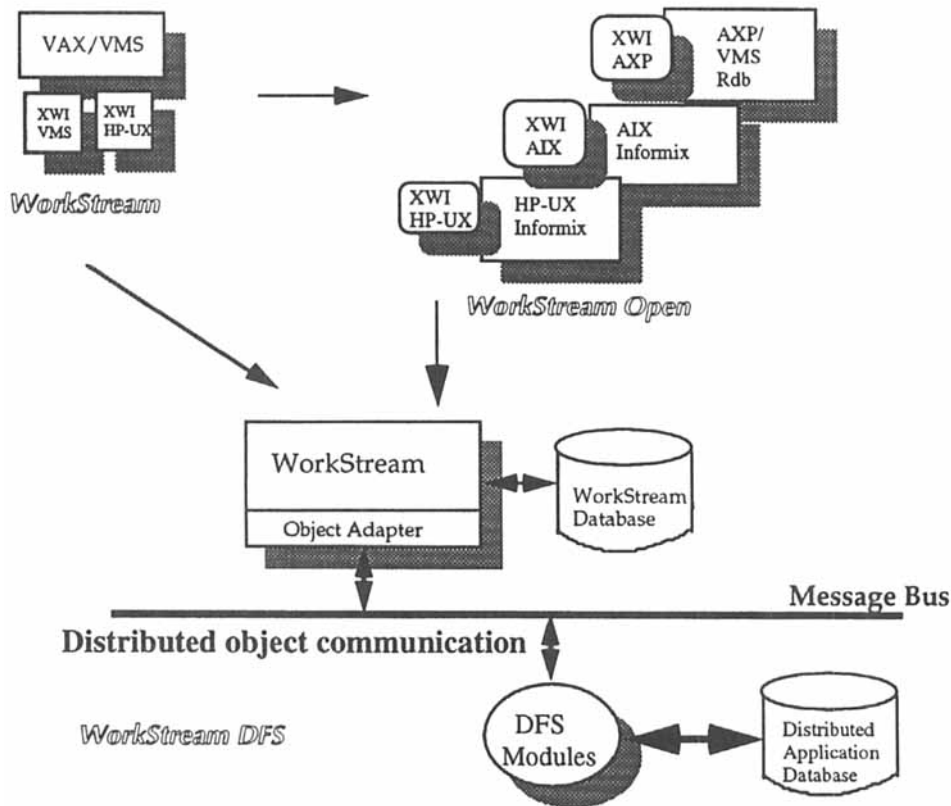 VAX/VMS
XWI
VMS
XWI
HP-UX
WorkStream
XWI
AXP
AXP/
VMS
Rdb
XWI
AIX
AIX
Informix
XWI
HP-UX
HP-UX
Informix
WorkStream Open
WorkStream
Object Adapter
WorkStream
Database
Message Bus
Distributed object communication
WorkStream DFS
DFS
Modules
Distributed
Application
Database